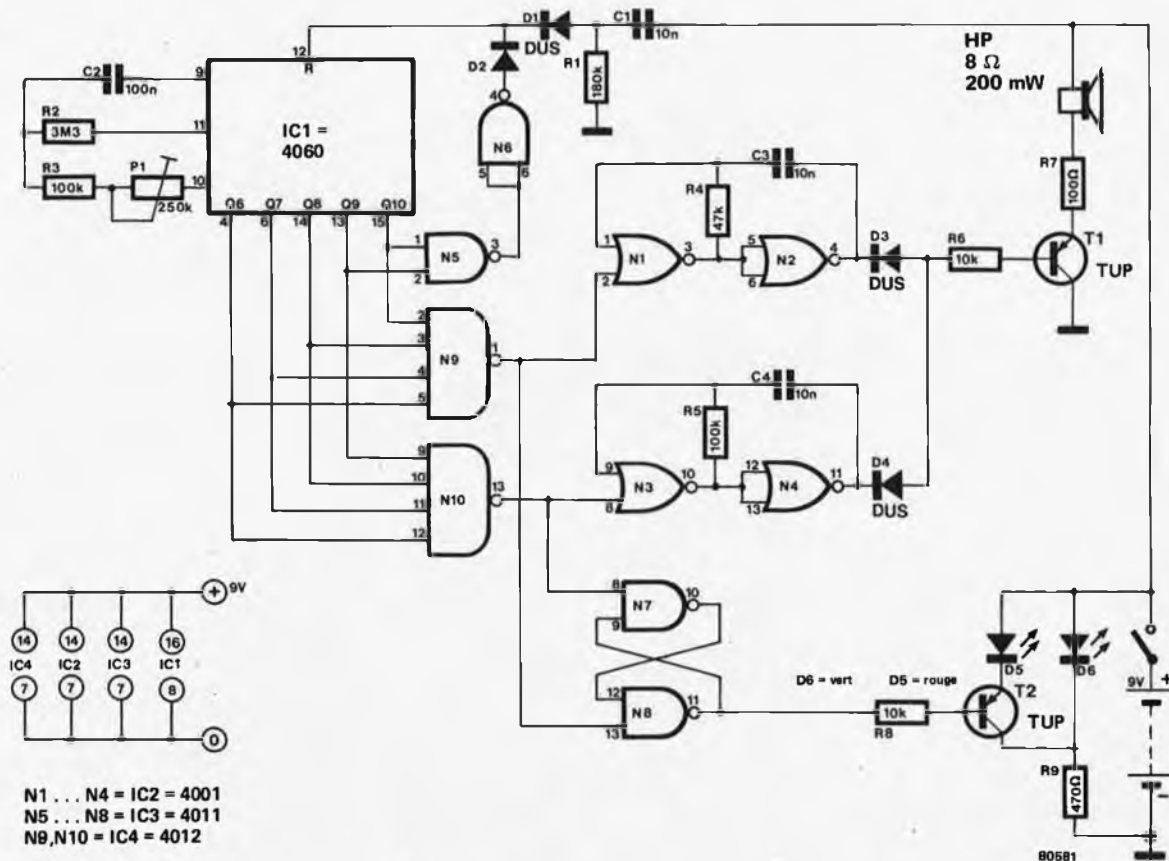 C2
100n
R2
3M3
R3
100k
P1
250k
9
11
10
12
R
IC1 =
4060
Q6 Q7 Q8 Q9 Q10
4 6 14 13 15
D1
DUS
D2
C1
10n
R1
180k
4
N6
5 6
1
2
N5
3
2
3
4
5
N9
1
9
10
11
12
N10
13
C3
10n
R4
47k
1
2
N1
3
5
6
N2
4
D3
DUS
C4
10n
R5
100k
9
8
N3
10
12
13
N4
11
D4
DUS
R6
10k
HP
8 Ω
200 mW
R7
100Ω
T1
TUP
8
9
N7
10
12
13
N8
11
D6 = vert D5 = rouge
10k
R8
D5
D6
T2
TUP
R9
470Ω
9V
+
–
80581
+ 9V
14 14 14 16
IC4 IC2 IC3 IC1
7 7 7 8
0
N1 . . . N4 = IC2 = 4001
N5 . . . N8 = IC3 = 4011
N9,N10 = IC4 = 4012